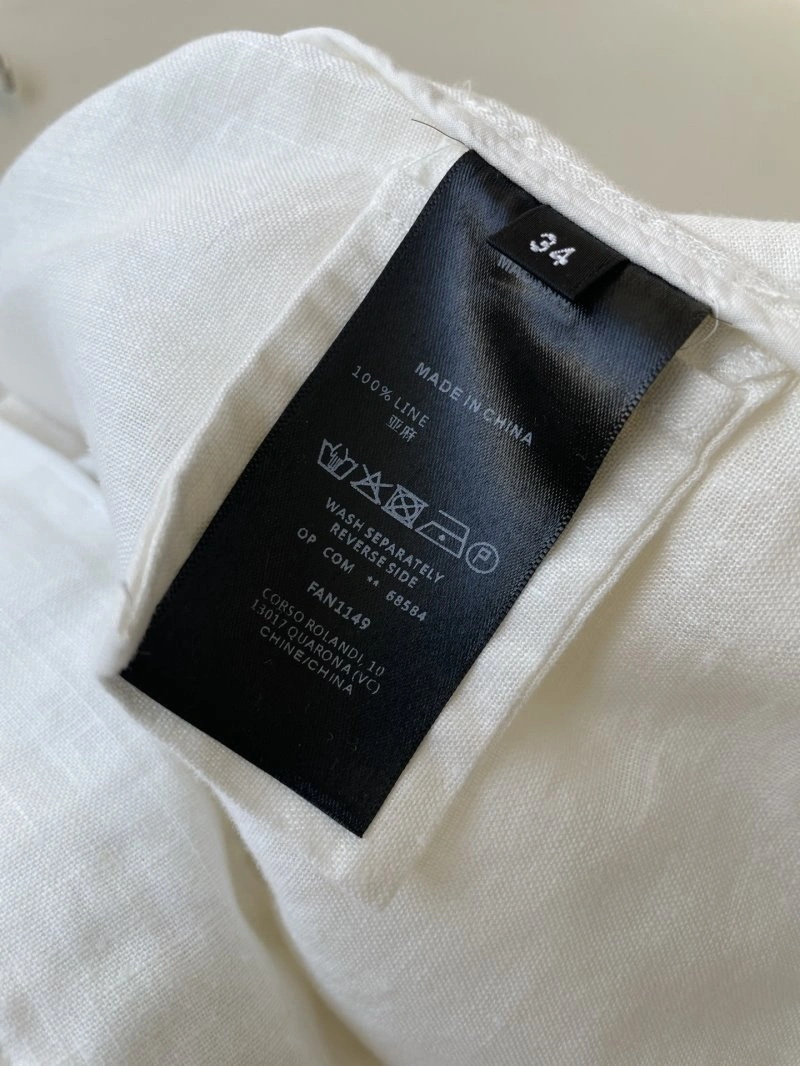 34
MADE IN CHINA
100% LINE
亚麻
P
WASH SEPARATELY
REVERSE SIDE
OP COM ** 68584
FAN1149
CORSO ROLANDI, 10
13017 QUARONA (VC)
CHINE/CHINA